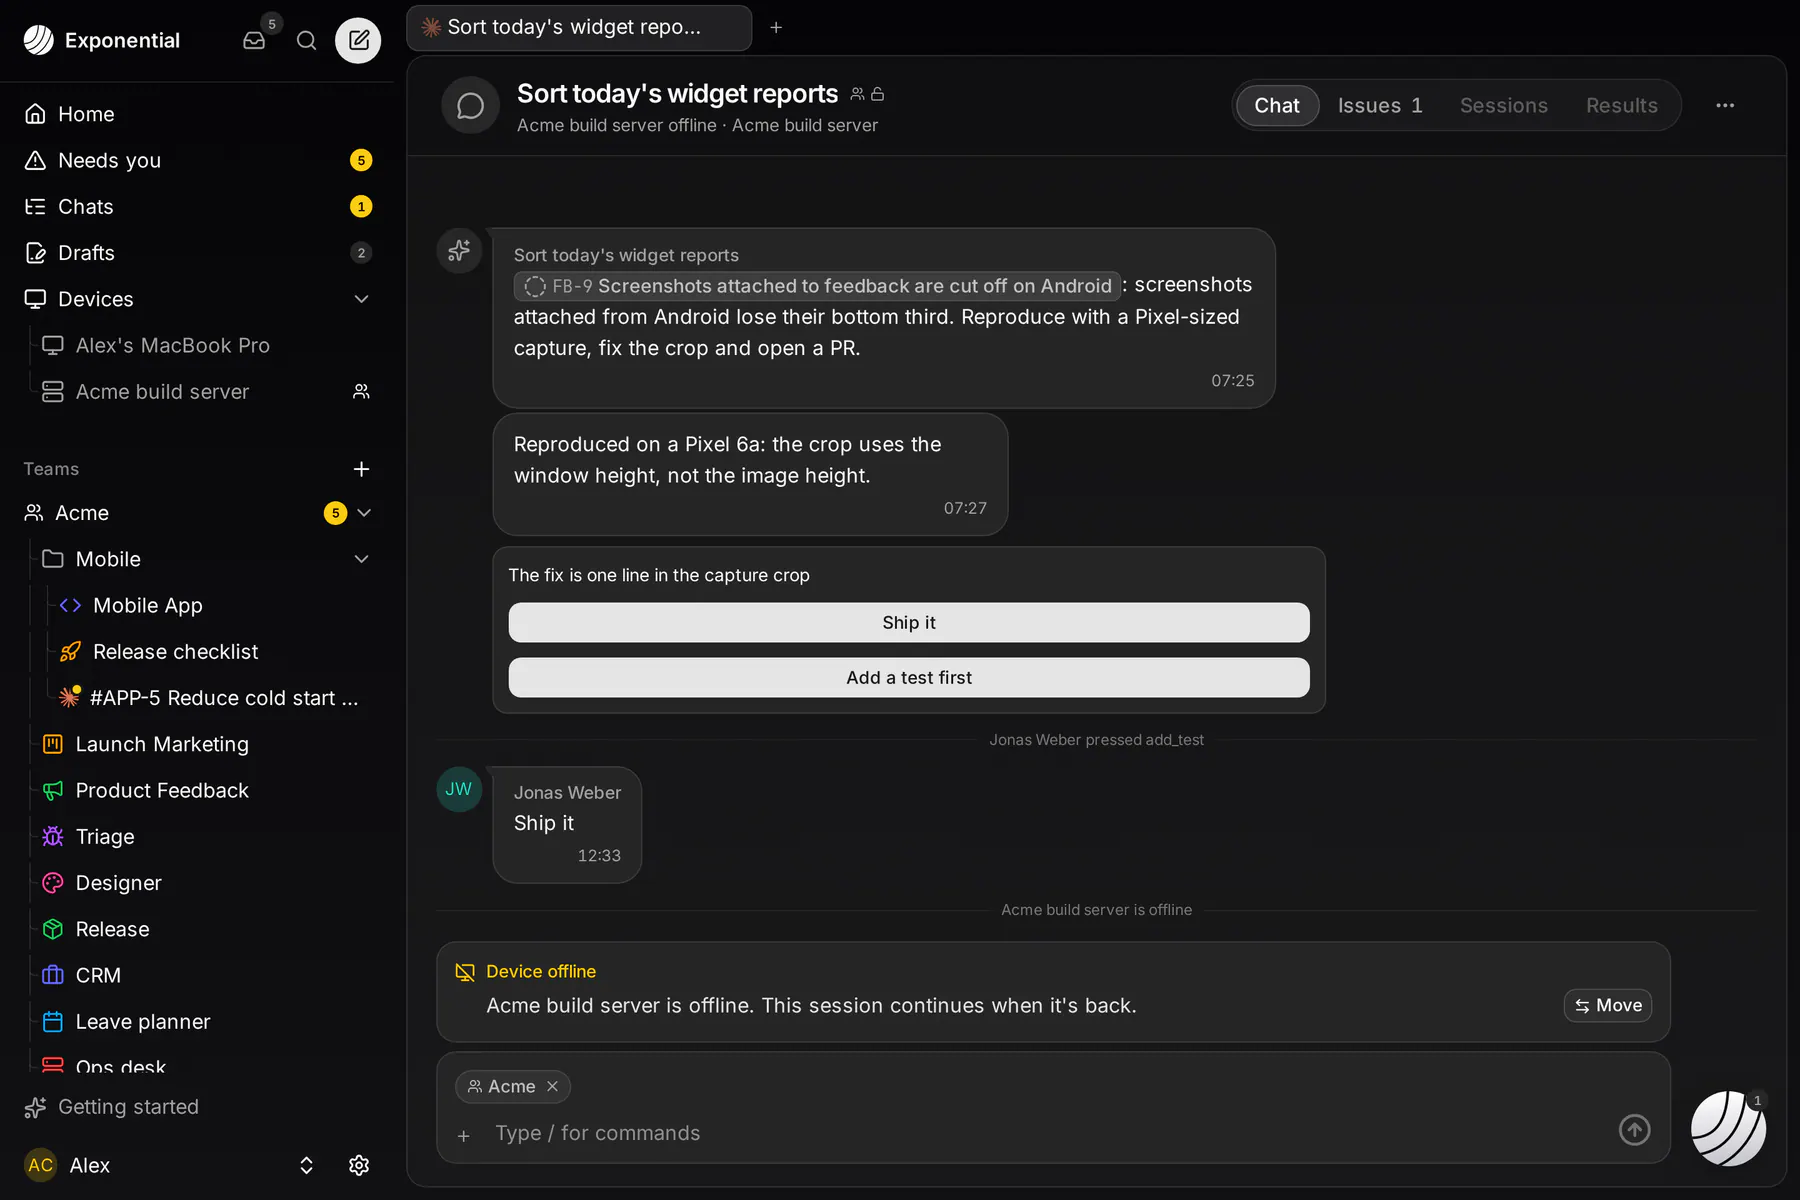 Exponential
5
Home
Needs you
5
Chats
1
Drafts
2
Devices
Alex's MacBook Pro
Acme build server
Teams
Acme
5
Mobile
Mobile App
Release checklist
#APP-5 Reduce cold start ...
Launch Marketing
Product Feedback
Triage
Designer
Release
CRM
Leave planner
Ops desk
Getting started
AC
Alex
Sort today's widget repo...
Sort today's widget reports
Acme build server offline · Acme build server
Chat
Issues 1
Sessions
Results
Sort today's widget reports
FB-9 Screenshots attached to feedback are cut off on Android : screenshots
attached from Android lose their bottom third. Reproduce with a Pixel-sized
capture, fix the crop and open a PR.
07:25
Reproduced on a Pixel 6a: the crop uses the
window height, not the image height.
07:27
The fix is one line in the capture crop
Ship it
Add a test first
Jonas Weber pressed add_test
JW
Jonas Weber
Ship it
12:33
Acme build server is offline
Device offline
Acme build server is offline. This session continues when it's back.
Move
Acme
Type / for commands
1